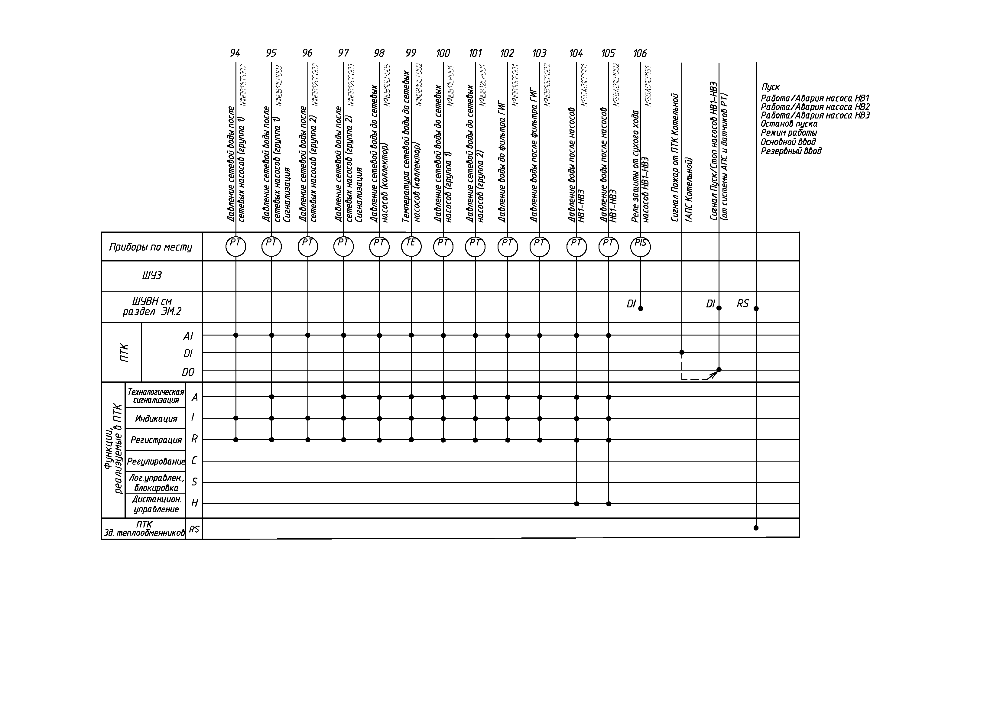 94
95
96
97
98
99
100
101
102
103
104
105
106
Давление сетевой воды после
сетевых насосов (группа 1)
N1NDB11CP002
Давление сетевой воды после
сетевых насосов (группа 1)
Сигнализация
N1NDB11CP003
Давление сетевой воды после
сетевых насосов (группа 2)
N1NDB12CP002
Давление сетевой воды после
сетевых насосов (группа 2)
Сигнализация
N1NDB12CP003
Давление сетевой воды до сетевых
насосов (коллектор)
N1NDB10CP005
Температура сетевой воды до сетевых
насосов (коллектор)
N1NDB10CT002
Давление сетевой воды до сетевых
насосов (группа 1)
N1NDB11CP001
Давление сетевой воды до сетевых
насосов (группа 2)
N1NDB12CP001
Давление воды до фильтра ГИГ
N1NDB10CP001
Давление воды после фильтра ГИГ
N1NDB10CP002
Давление воды после насосов
НВ1-НВ3
N1SGA01CP001
Давление воды после насосов
НВ1-НВ3
N1SGA01CP002
Реле защиты от сухого хода
насосов НВ1-НВ3
N1SGA01CP151
Сигнал Пожар от ПТК Котельной
(АПС Котельной)
Сигнал Пуск/Стоп насосов НВ1-НВ3
(от системы АПС и датчиков РТ)
Пуск
Работа/Авария насоса НВ1
Работа/Авария насоса НВ2
Работа/Авария насоса НВ3
Останов пуска
Режим работы
Основной ввод
Резервный ввод
Приборы по месту
PT
PT
PT
PT
PT
TE
PT
PT
PT
PT
PT
PT
PIS
ШУЗ
ШУВН см
раздел ЭМ.2
DI
DI
RS
ПТК
AI
DI
DO
Функции,
реализуемые в ПТК
Технологическая
сигнализация
A
Индикация
I
Регистрация
R
Регулирование
C
Лог.управлен.,
блокировка
S
Дистанцион.
управление
H
ПТК
Зд. теплообменников
RS